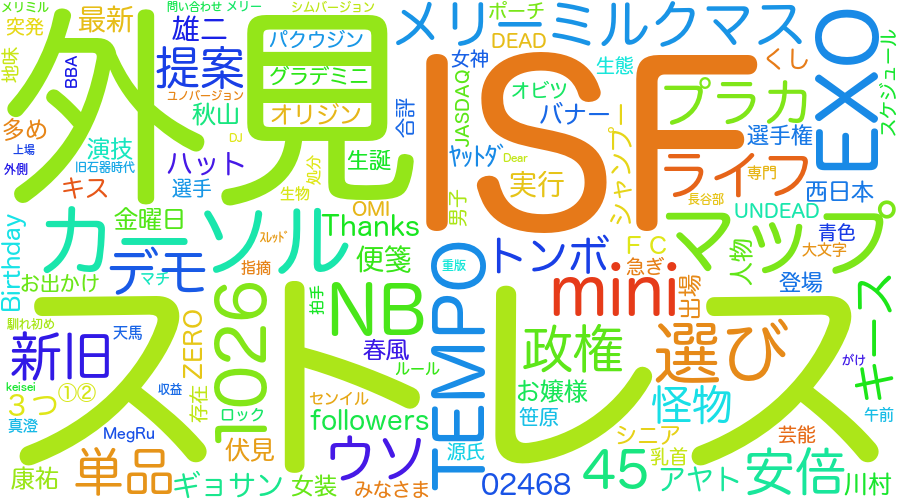 メリミル
問い合わせ メリー
シムバージョン
突発
最新
雄二
ポーチ
メリーミルクマス
EXO
地味
BBA
外見
提案
パクウジン
グラデミニ
オリジン
ユノバージョン
秋山
合評
女神
DEAD
JASDAQ
オビツ
生態
くし
スケジュール
ISF
バナー
プラカ
選手権
多め
上場
演技
DJ
外側
旧石器時代
ハット
生誕
ﾔｯﾄﾀﾞ
Dear
実行
シャンプー
ライフ
専門
西日本
キス
選手
生物
処分
男子
長谷部
UNDEAD
金曜日
OMI
Thanks
カーソル
Birthday
お出かけ
デモ
マチ
ｽﾚｯﾄﾞ
指摘
便箋
トンボ
FC
急ぎ
マップ
人物
青色
大文字
登場
出場
mini
重版
TEMPO
NB
拍手
1026
ZERO
馴れ初め
天馬
新旧
春風
ルール
政権
選び
キース
がけ
keisei
３つ
①②
収益
存在
ロック
センイル
followers
お嬢様
笹原
怪物
午前
真澄
MegRu
伏見
ストレス
ウソ
源氏
シニア
乳首
芸能
康祐
単品
ギョサン
女装
みなさま
02468
45
アヤト
安倍
川村